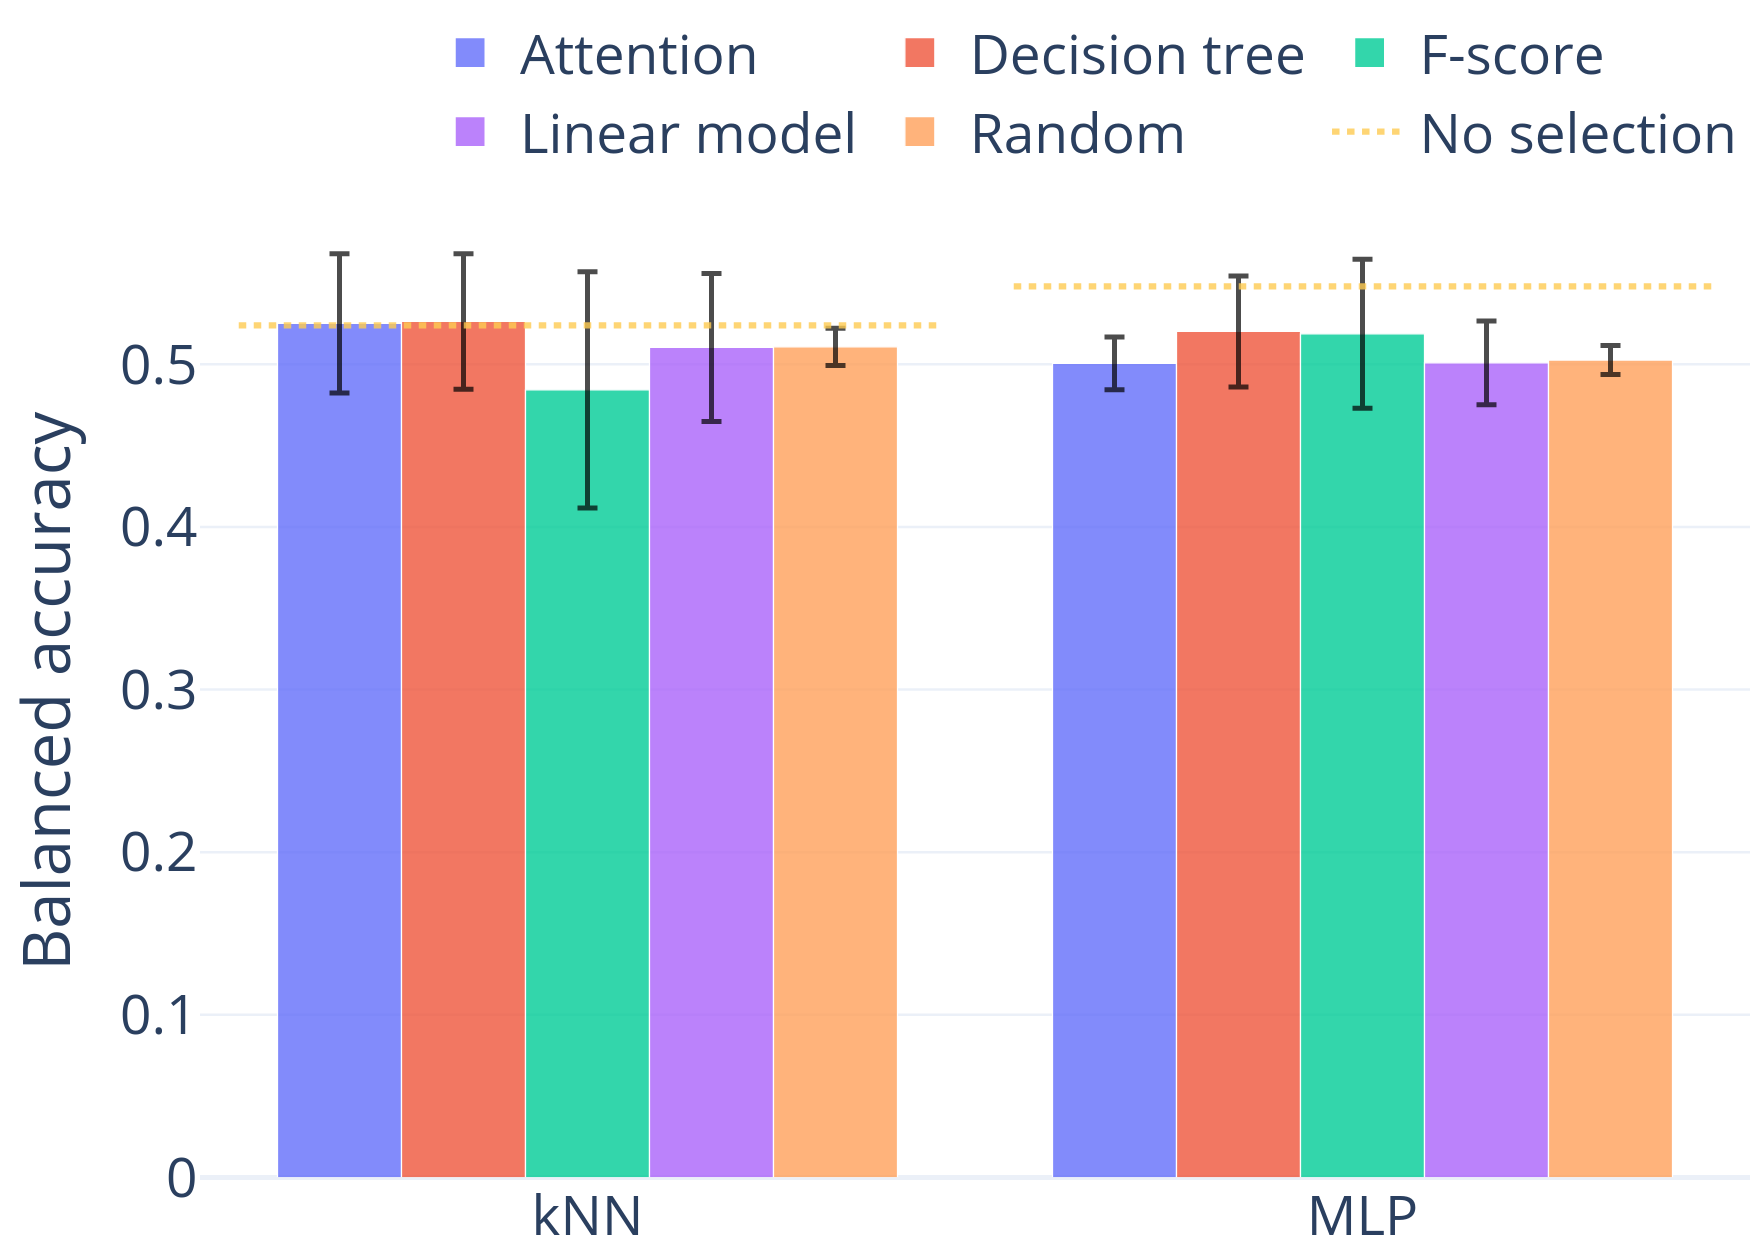 Attention Decision tree F-score
Linear model Random No selection
Balanced accuracy
0.5
0.4
0.3
0.2
0.1
0
kNN MLP